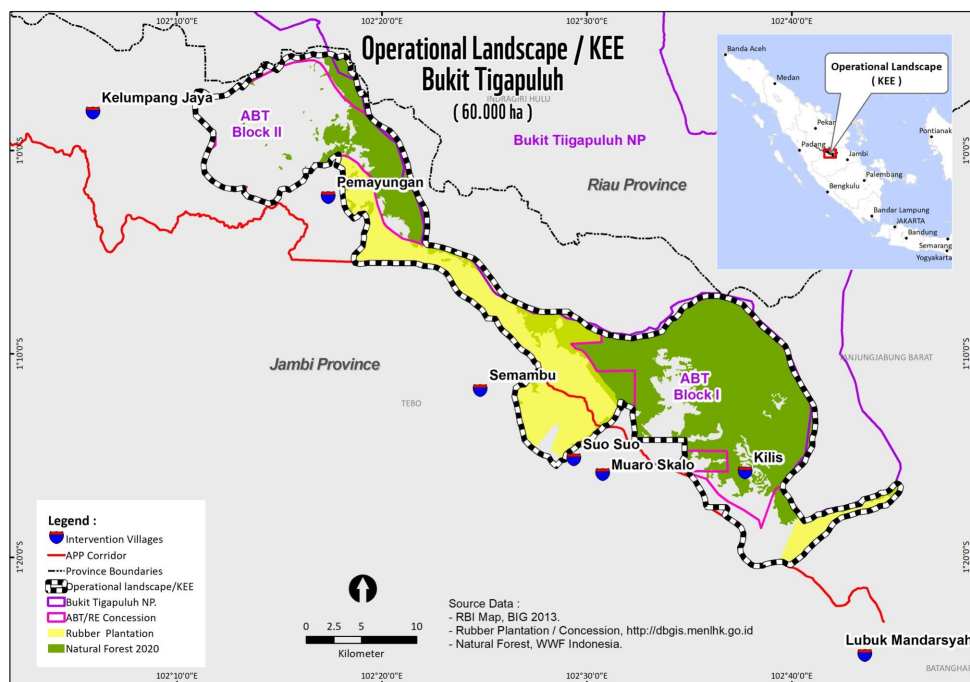 102°10'0"E
102°20'0"E
102°30'0"E
102°40'0"E
Operational Landscape / KEE
Bukit Tigapuluh
( 60.000 ha )
INDRAGIRI HULU
Kelumpang Jaya
ABT
Block II
Bukit Tiigapuluh NP
Pemayungan
Riau Province
1°0'0"S
1°0'0"S
Banda Aceh
Medan
Operational Landscape
( KEE )
Pekan
Pontianak
Padang
Jambi
Palembang
Bengkulu
Bandar Lampung
JAKARTA
Bandung
Semarang
Yogyakarta
1°10'0"S
1°10'0"S
Jambi Province
TANJUNGJABUNG BARAT
Semambu
TEBO
ABT
Block I
Suo Suo
Muaro Skalo
Kilis
1°20'0"S
1°20'0"S
Legend :
Intervention Villages
APP Corridor
Province Boundaries
Operational landscape/KEE
Bukit Tigapuluh NP.
ABT/RE Concession
Rubber Plantation
Natural Forest 2020
0 2.5 5 10
Kilometer
Source Data :
- RBI Map, BIG 2013.
- Rubber Plantation / Concession, http://dbgis.menlhk.go.id
- Natural Forest, WWF Indonesia.
Lubuk Mandarsyah
BATANGHA
102°10'0"E
102°20'0"E
102°30'0"E
102°40'0"E